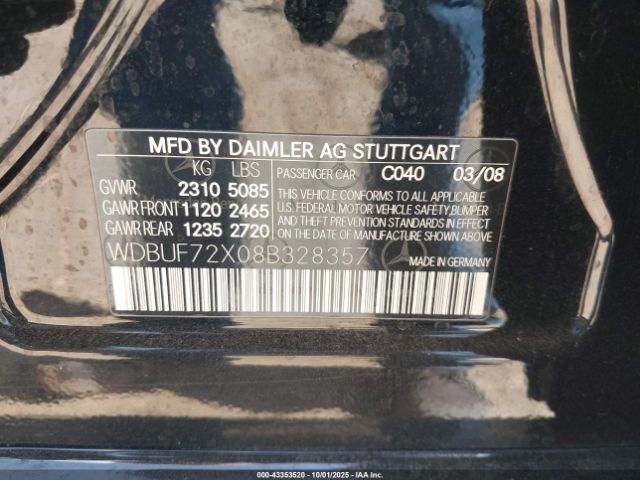 MFD BY DAIMLER AG STUTTGART
KG LBS PASSENGER CAR C040 03/08
GVWR 2310 5085
GAWR FRONT 1120 2465
GAWR REAR 1235 2720
THIS VEHICLE CONFORMS TO ALL APPLICABLE
U.S. FEDERAL MOTOR VEHICLE SAFETY, BUMPER,
AND THEFT PREVENTION STANDARDS IN EFFECT
ON THE DATE OF MANUFACTURE SHOWN ABOVE.
WDBUF72X08B328357
MADE IN GERMANY
000-43353520 - 10/01/2025 - IAAI.COM